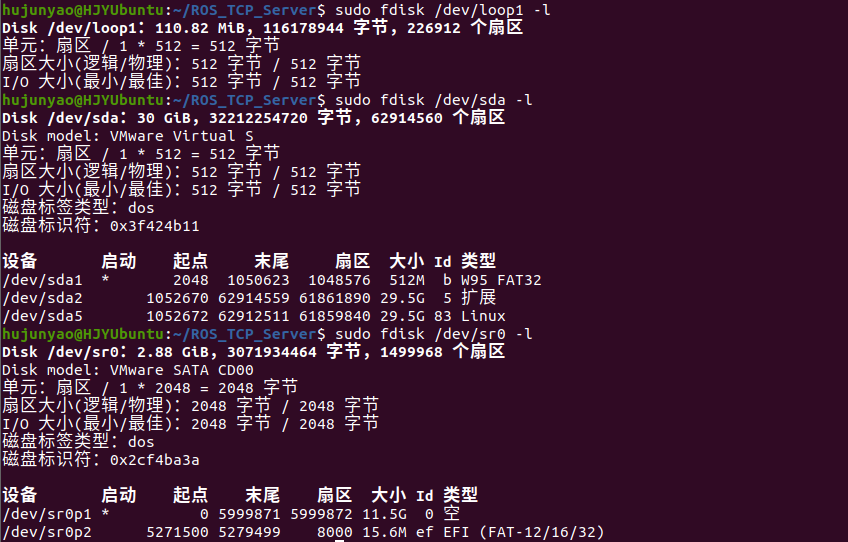 hujunyao@HJYUbuntu:~/ROS_TCP_Server$ sudo fdisk /dev/loop1 -l
Disk /dev/loop1：110.82 MiB，116178944 字节，226912 个扇区
单元：扇区 / 1 * 512 = 512 字节
扇区大小(逻辑/物理)：512 字节 / 512 字节
I/O 大小(最小/最佳)：512 字节 / 512 字节
hujunyao@HJYUbuntu:~/ROS_TCP_Server$ sudo fdisk /dev/sda -l
Disk /dev/sda：30 GiB，32212254720 字节，62914560 个扇区
Disk model: VMware Virtual S
单元：扇区 / 1 * 512 = 512 字节
扇区大小(逻辑/物理)：512 字节 / 512 字节
I/O 大小(最小/最佳)：512 字节 / 512 字节
磁盘标签类型：dos
磁盘标识符：0x3f424b11
设备 启动 起点 末尾 扇区 大小 Id 类型
/dev/sda1 * 2048 1050623 1048576 512M b W95 FAT32
/dev/sda2 1052670 62914559 61861890 29.5G 5 扩展
/dev/sda5 1052672 62912511 61859840 29.5G 83 Linux
hujunyao@HJYUbuntu:~/ROS_TCP_Server$ sudo fdisk /dev/sr0 -l
Disk /dev/sr0：2.88 GiB，3071934464 字节，1499968 个扇区
Disk model: VMware SATA CD00
单元：扇区 / 1 * 2048 = 2048 字节
扇区大小(逻辑/物理)：2048 字节 / 2048 字节
I/O 大小(最小/最佳)：2048 字节 / 2048 字节
磁盘标签类型：dos
磁盘标识符：0x2cf4ba3a
设备 启动 起点 末尾 扇区 大小 Id 类型
/dev/sr0p1 * 0 5999871 5999872 11.5G 0 空
/dev/sr0p2 5271500 5279499 8000 15.6M ef EFI (FAT-12/16/32)